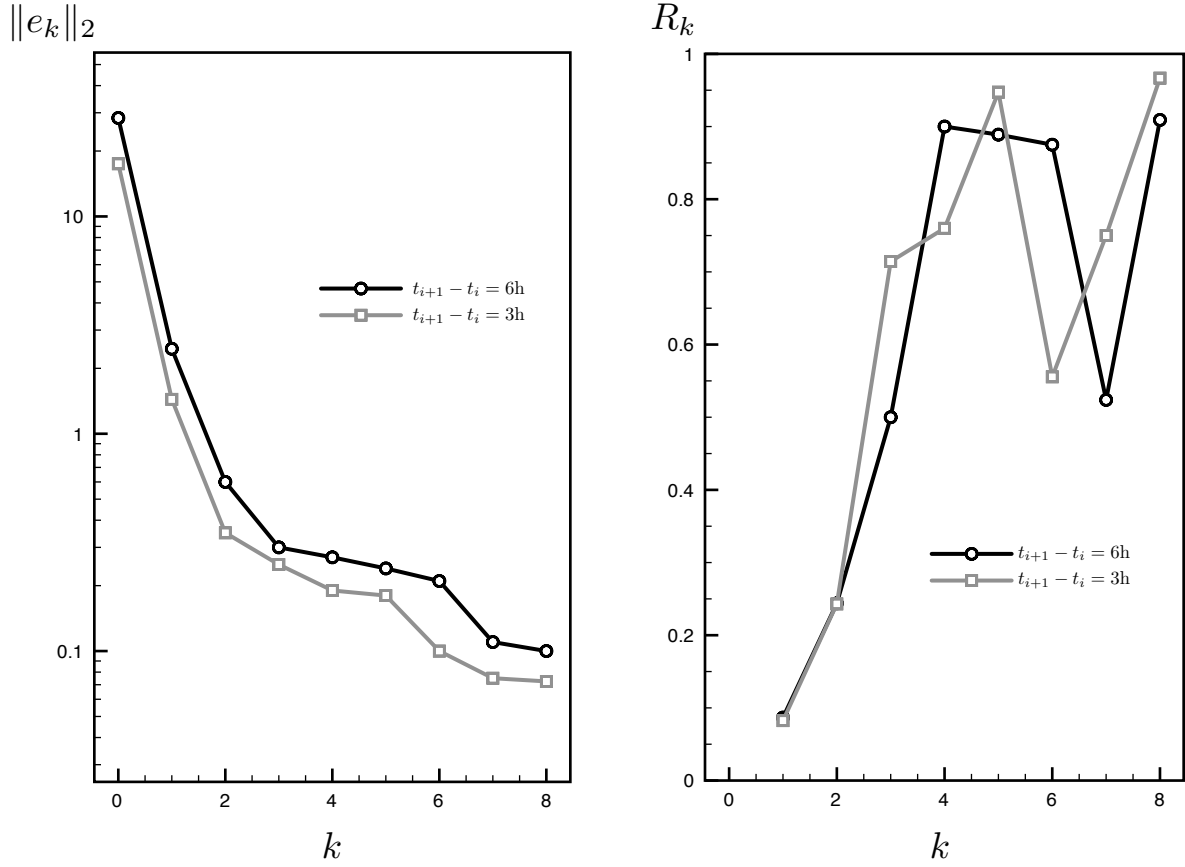 ‖e_k‖_2
10
1
0.1
t_{i+1} − t_i = 6h
t_{i+1} − t_i = 3h
0 2 4 6 8
k
R_k
1
0.8
0.6
0.4
0.2
0
t_{i+1} − t_i = 6h
t_{i+1} − t_i = 3h
0 2 4 6 8
k